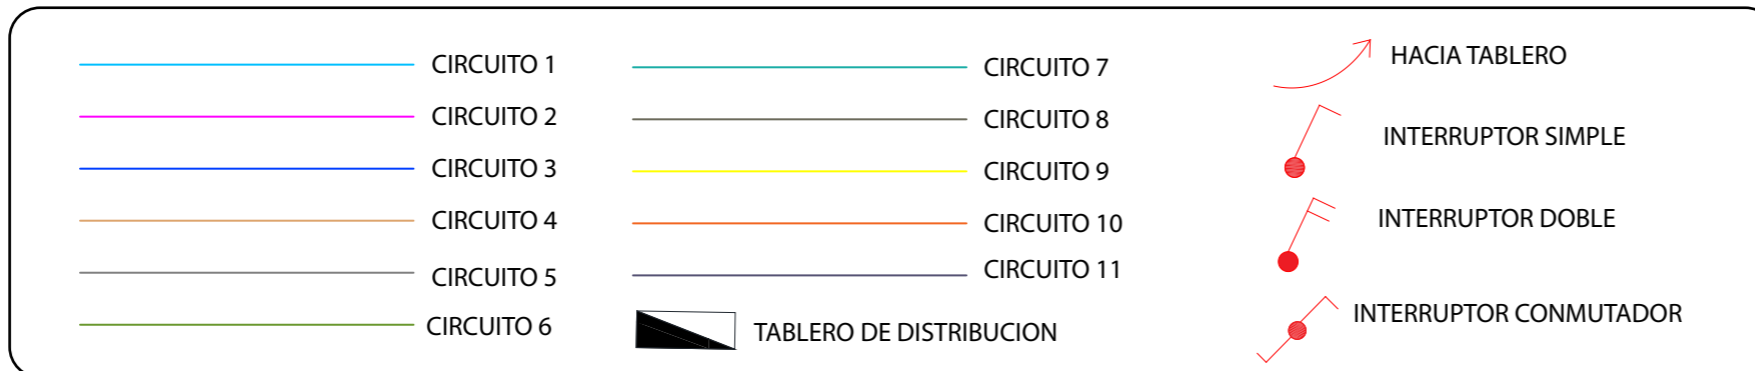 CIRCUITO 1
CIRCUITO 2
CIRCUITO 3
CIRCUITO 4
CIRCUITO 5
CIRCUITO 6
CIRCUITO 7
CIRCUITO 8
CIRCUITO 9
CIRCUITO 10
CIRCUITO 11
TABLERO DE DISTRIBUCION
HACIA TABLERO
INTERRUPTOR SIMPLE
INTERRUPTOR DOBLE
INTERRUPTOR CONMUTADOR